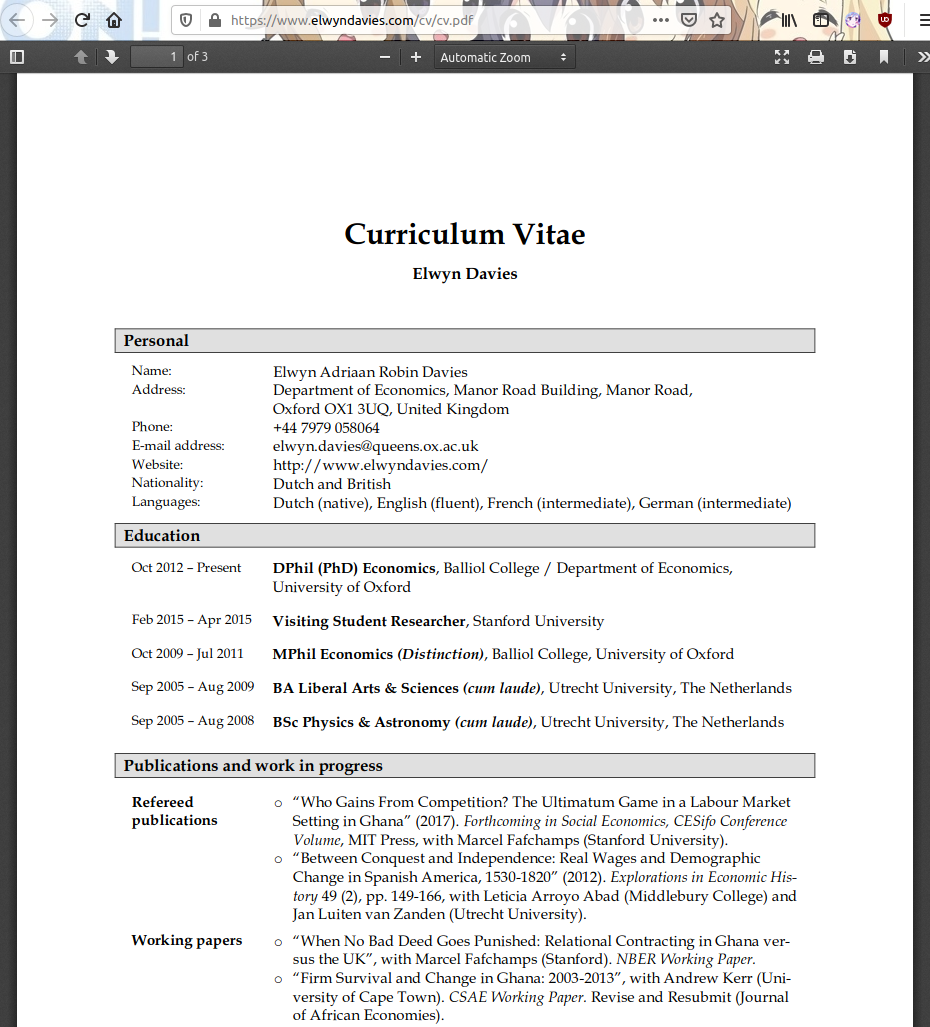 https://www.elwyndavies.com/cv/cv.pdf
1 of 3
Automatic Zoom
Curriculum Vitae
Elwyn Davies
Personal
Name: Elwyn Adriaan Robin Davies
Address: Department of Economics, Manor Road Building, Manor Road,
Oxford OX1 3UQ, United Kingdom
Phone: +44 7979 058064
E-mail address: elwyn.davies@queens.ox.ac.uk
Website: http://www.elwyndavies.com/
Nationality: Dutch and British
Languages: Dutch (native), English (fluent), French (intermediate), German (intermediate)
Education
Oct 2012 – Present DPhil (PhD) Economics, Balliol College / Department of Economics,
University of Oxford
Feb 2015 – Apr 2015 Visiting Student Researcher, Stanford University
Oct 2009 – Jul 2011 MPhil Economics (Distinction), Balliol College, University of Oxford
Sep 2005 – Aug 2009 BA Liberal Arts & Sciences (cum laude), Utrecht University, The Netherlands
Sep 2005 – Aug 2008 BSc Physics & Astronomy (cum laude), Utrecht University, The Netherlands
Publications and work in progress
Refereed
publications
○ “Who Gains From Competition? The Ultimatum Game in a Labour Market
Setting in Ghana” (2017). Forthcoming in Social Economics, CESifo Conference
Volume, MIT Press, with Marcel Fafchamps (Stanford University).
○ “Between Conquest and Independence: Real Wages and Demographic
Change in Spanish America, 1530-1820” (2012). Explorations in Economic His-
tory 49 (2), pp. 149-166, with Leticia Arroyo Abad (Middlebury College) and
Jan Luiten van Zanden (Utrecht University).
Working papers
○ “When No Bad Deed Goes Punished: Relational Contracting in Ghana ver-
sus the UK”, with Marcel Fafchamps (Stanford). NBER Working Paper.
○ “Firm Survival and Change in Ghana: 2003-2013”, with Andrew Kerr (Uni-
versity of Cape Town). CSAE Working Paper. Revise and Resubmit (Journal
of African Economies).